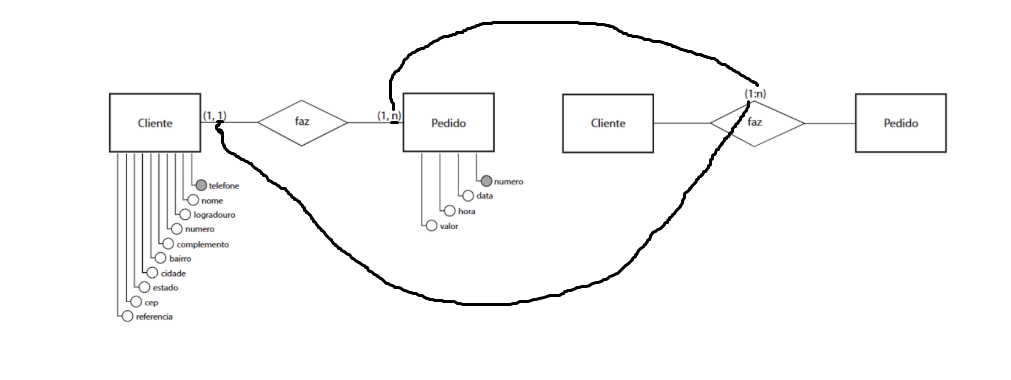 (1:n)
(1, 1)
(1, n)
Cliente
faz
Pedido
Cliente
faz
Pedido
telefone
nome
logradouro
numero
complemento
bairro
cidade
estado
cep
referencia
numero
data
hora
valor